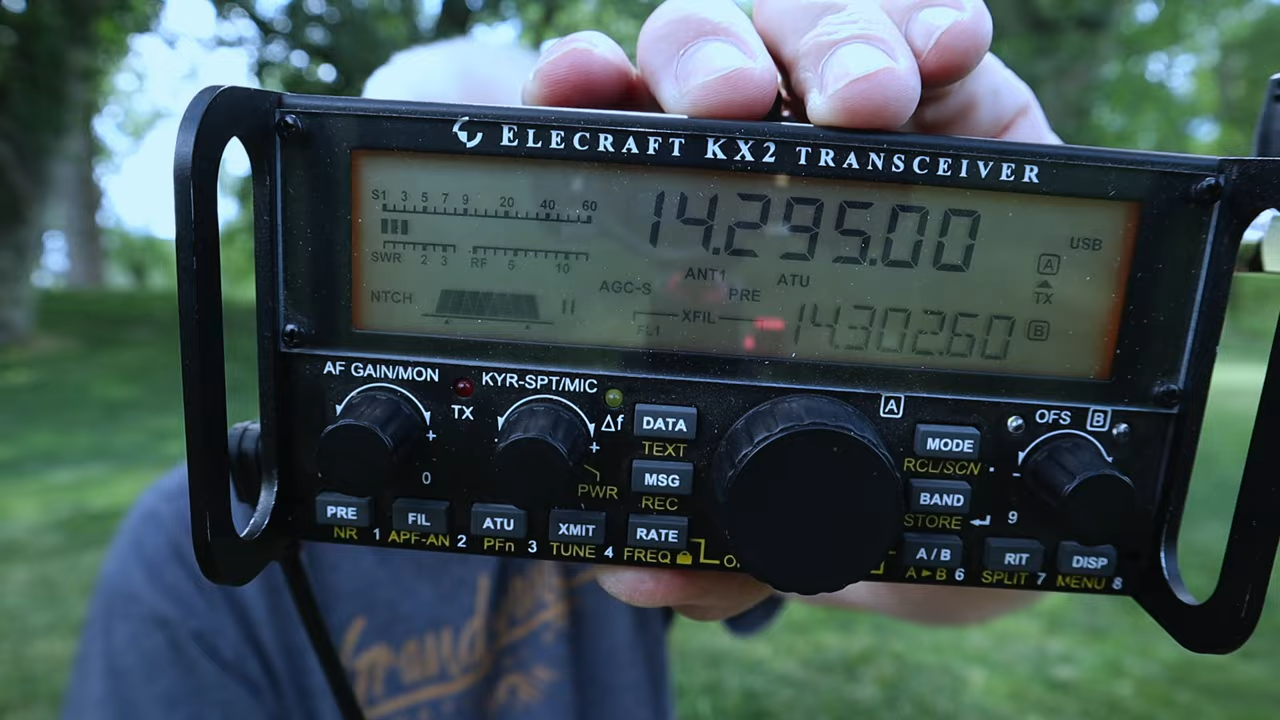 ELECRAFT KX2 TRANSCEIVER
S1 3 5 7 9 20 40 60
14.295.00
USB
SWR 2 3 RF 5 10
ANT1 ATU
A
AGC-S PRE
TX
NTCH
XFIL
FL1
14.302.60 B
AF GAIN/MON
TX
KYR-SPT/MIC
Δf
+
+
0
PWR
DATA
TEXT
MSG
REC
A
MODE
RCL/SCN .
BAND
STORE 9
OFS B
- +
PRE FIL ATU XMIT RATE A/B RIT DISP
NR 1 APF-AN 2 PFn 3 TUNE 4 FREQ A►B 6 SPLIT 7 MENU 8
Grand